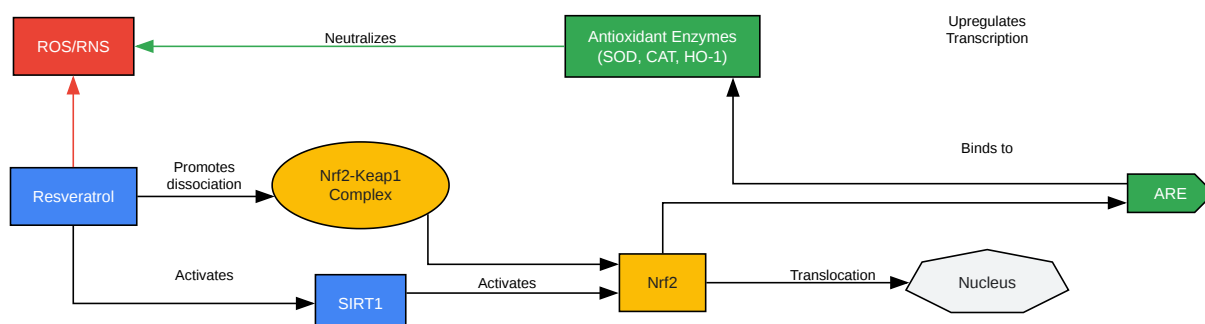 Upregulates
Transcription
ROS/RNS
Neutralizes
Antioxidant Enzymes
(SOD, CAT, HO-1)
Binds to
Promotes
dissociation
Nrf2-Keap1
Complex
Resveratrol
ARE
Activates
SIRT1
Activates
Nrf2
Translocation
Nucleus